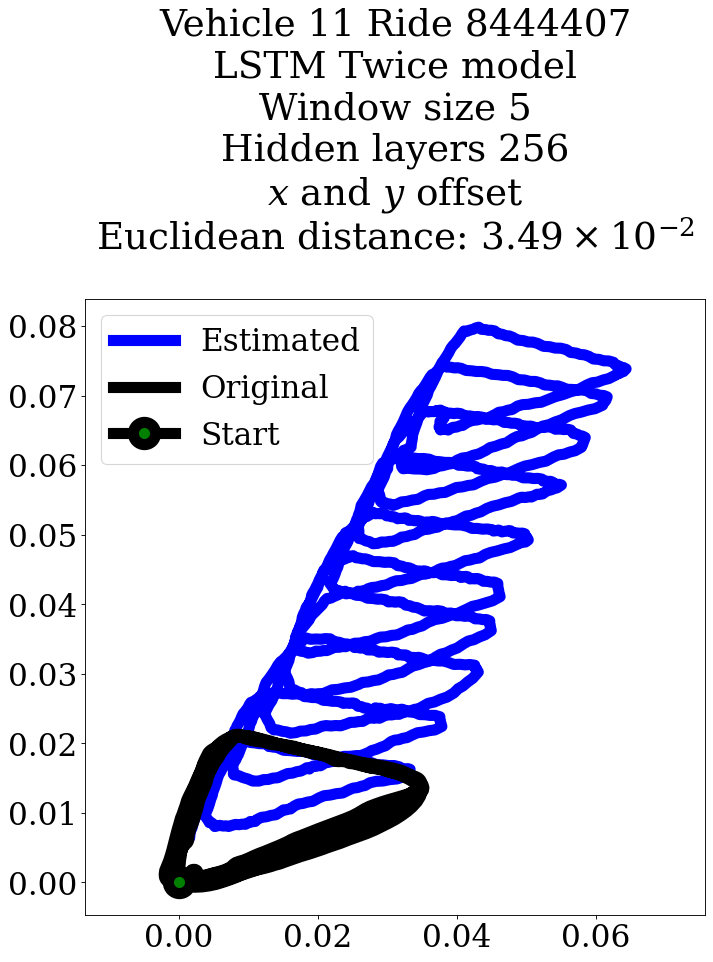 Vehicle 11 Ride 8444407
LSTM Twice model
Window size 5
Hidden layers 256
x and y offset
Euclidean distance: 3.49 × 10⁻²
Estimated
Original
Start
0.08
0.07
0.06
0.05
0.04
0.03
0.02
0.01
0.00
0.00 0.02 0.04 0.06